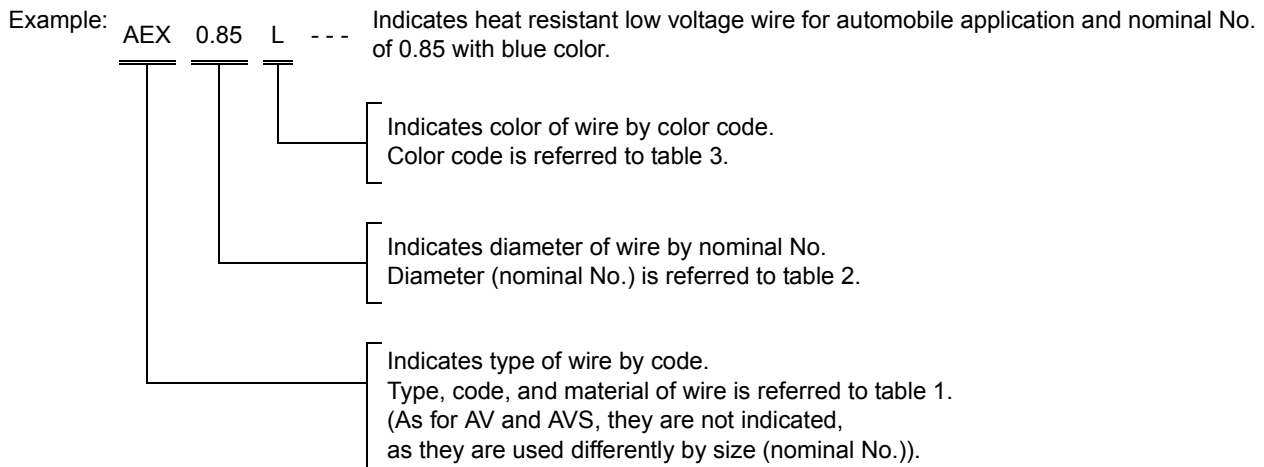 Example:
AEX 0.85 L - - -
Indicates heat resistant low voltage wire for automobile application and nominal No.
of 0.85 with blue color.
Indicates color of wire by color code.
Color code is referred to table 3.
Indicates diameter of wire by nominal No.
Diameter (nominal No.) is referred to table 2.
Indicates type of wire by code.
Type, code, and material of wire is referred to table 1.
(As for AV and AVS, they are not indicated,
as they are used differently by size (nominal No.)).